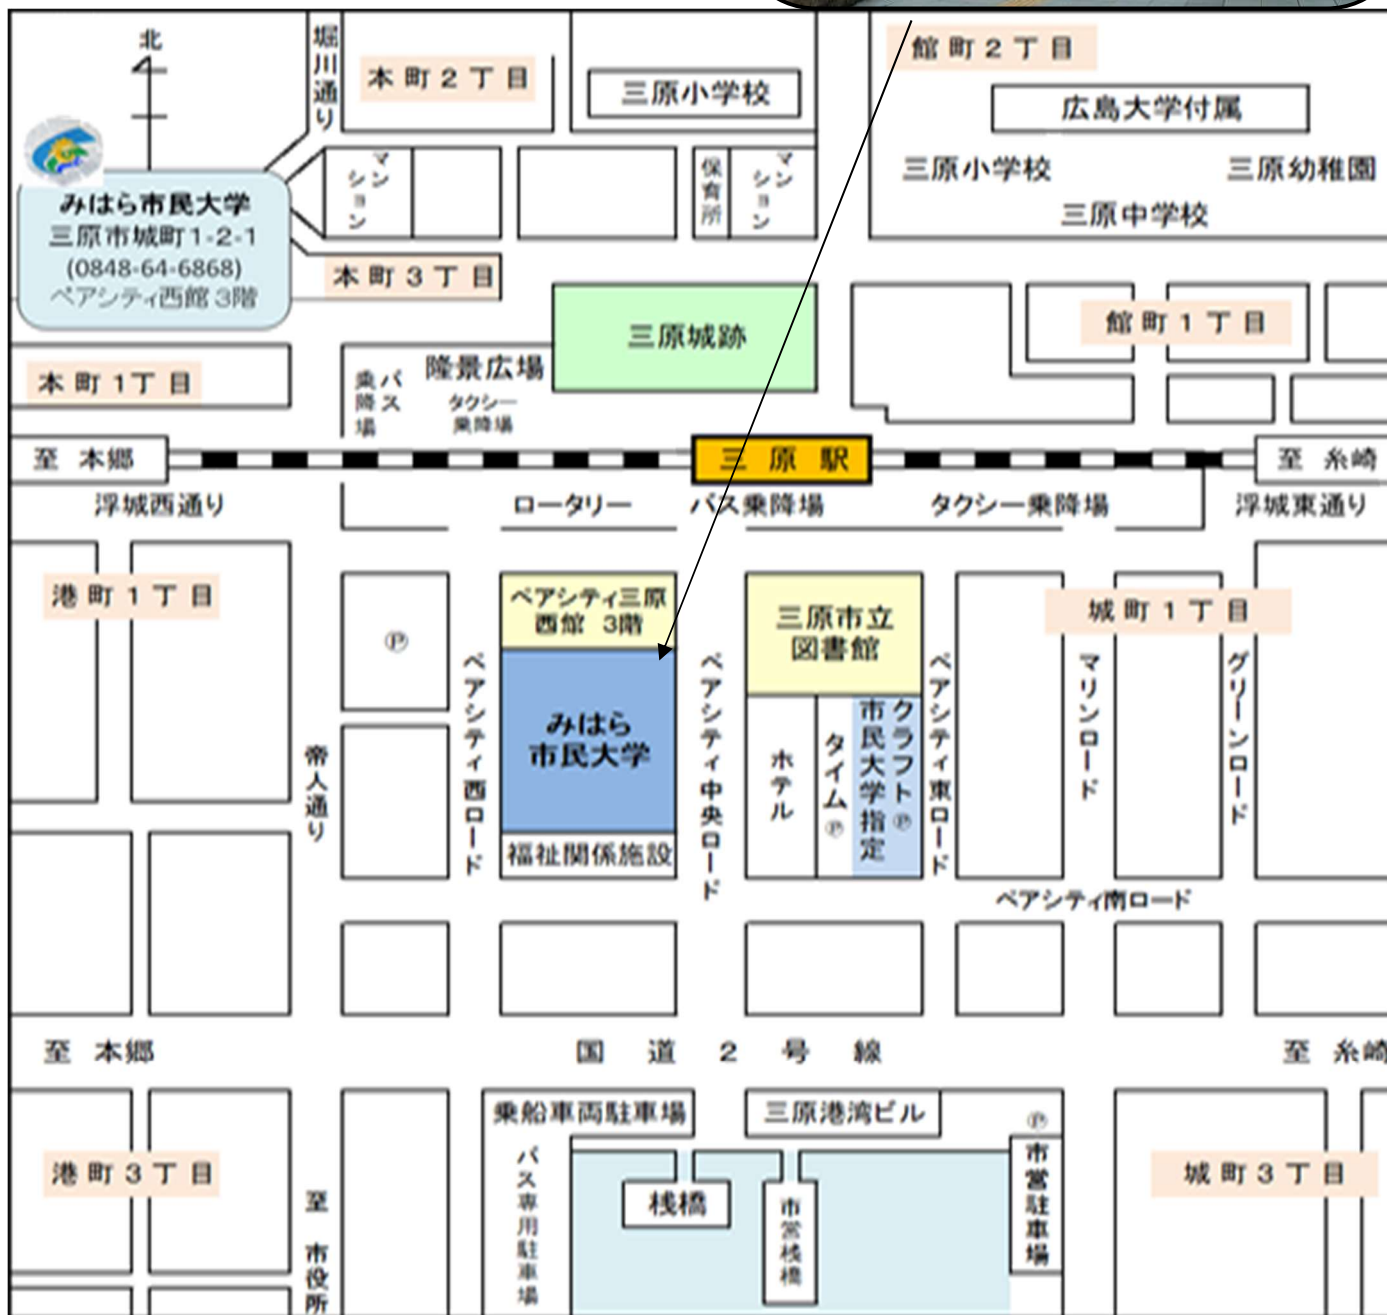 北
堀川通り
本町2丁目
三原小学校
館町2丁目
広島大学付属
三原小学校
三原幼稚園
三原中学校
マンション
保育所
マンション
みはら市民大学
三原市城町1-2-1
(0848-64-6868)
ペアシティ西館3階
本町3丁目
三原城跡
館町1丁目
本町1丁目
バス乗降場
隆景広場
タクシー
乗降場
至 本郷
三原駅
至 糸崎
浮城西通り
ロータリー
バス乗降場
タクシー乗降場
浮城東通り
港町1丁目
Ⓟ
ペアシティ三原
西館 3階
三原市立
図書館
城町1丁目
帝人通り
ペアシティ西ロード
みはら
市民大学
福祉関係施設
ペアシティ中央ロード
ホテル
タイムⓅ
クラフトⓅ
市民大学指定
ペアシティ東ロード
マリンロード
グリーンロード
ペアシティ南ロード
至 本郷
国道2号線
至 糸崎
乗船車両駐車場
三原港湾ビル
Ⓟ
市営駐車場
港町3丁目
至 市役所
バス専用駐車場
桟橋
市営桟橋
城町3丁目